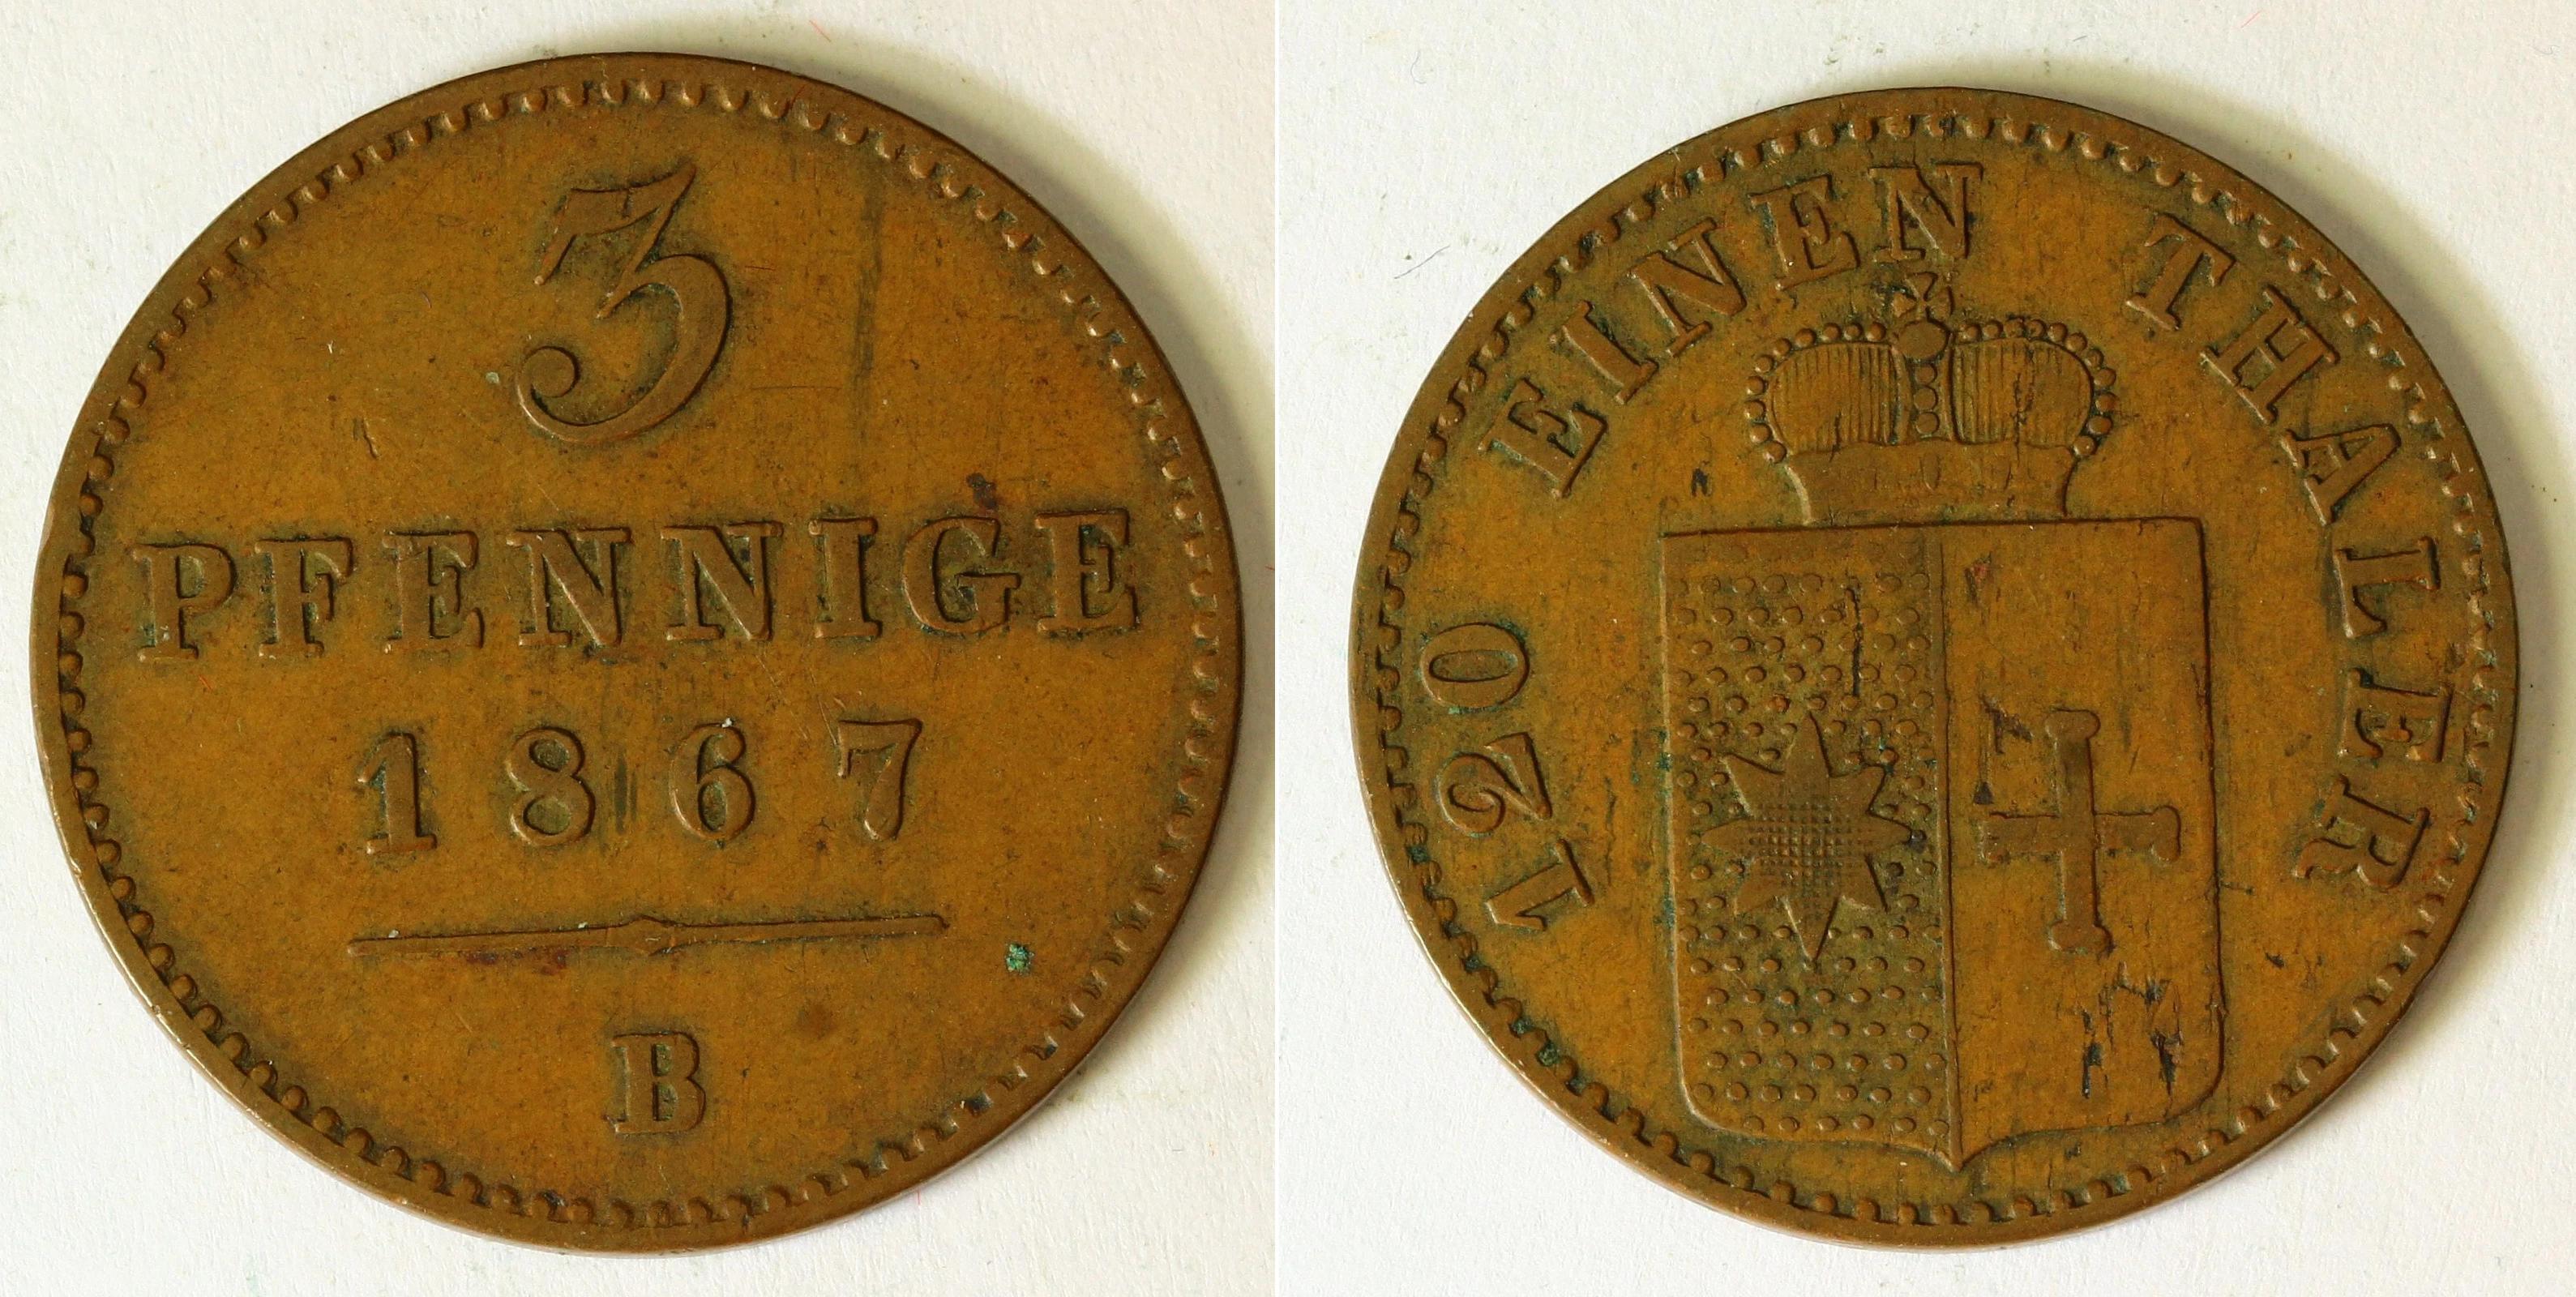 3
PFENNIGE
1867
B
120 EINEN THALER